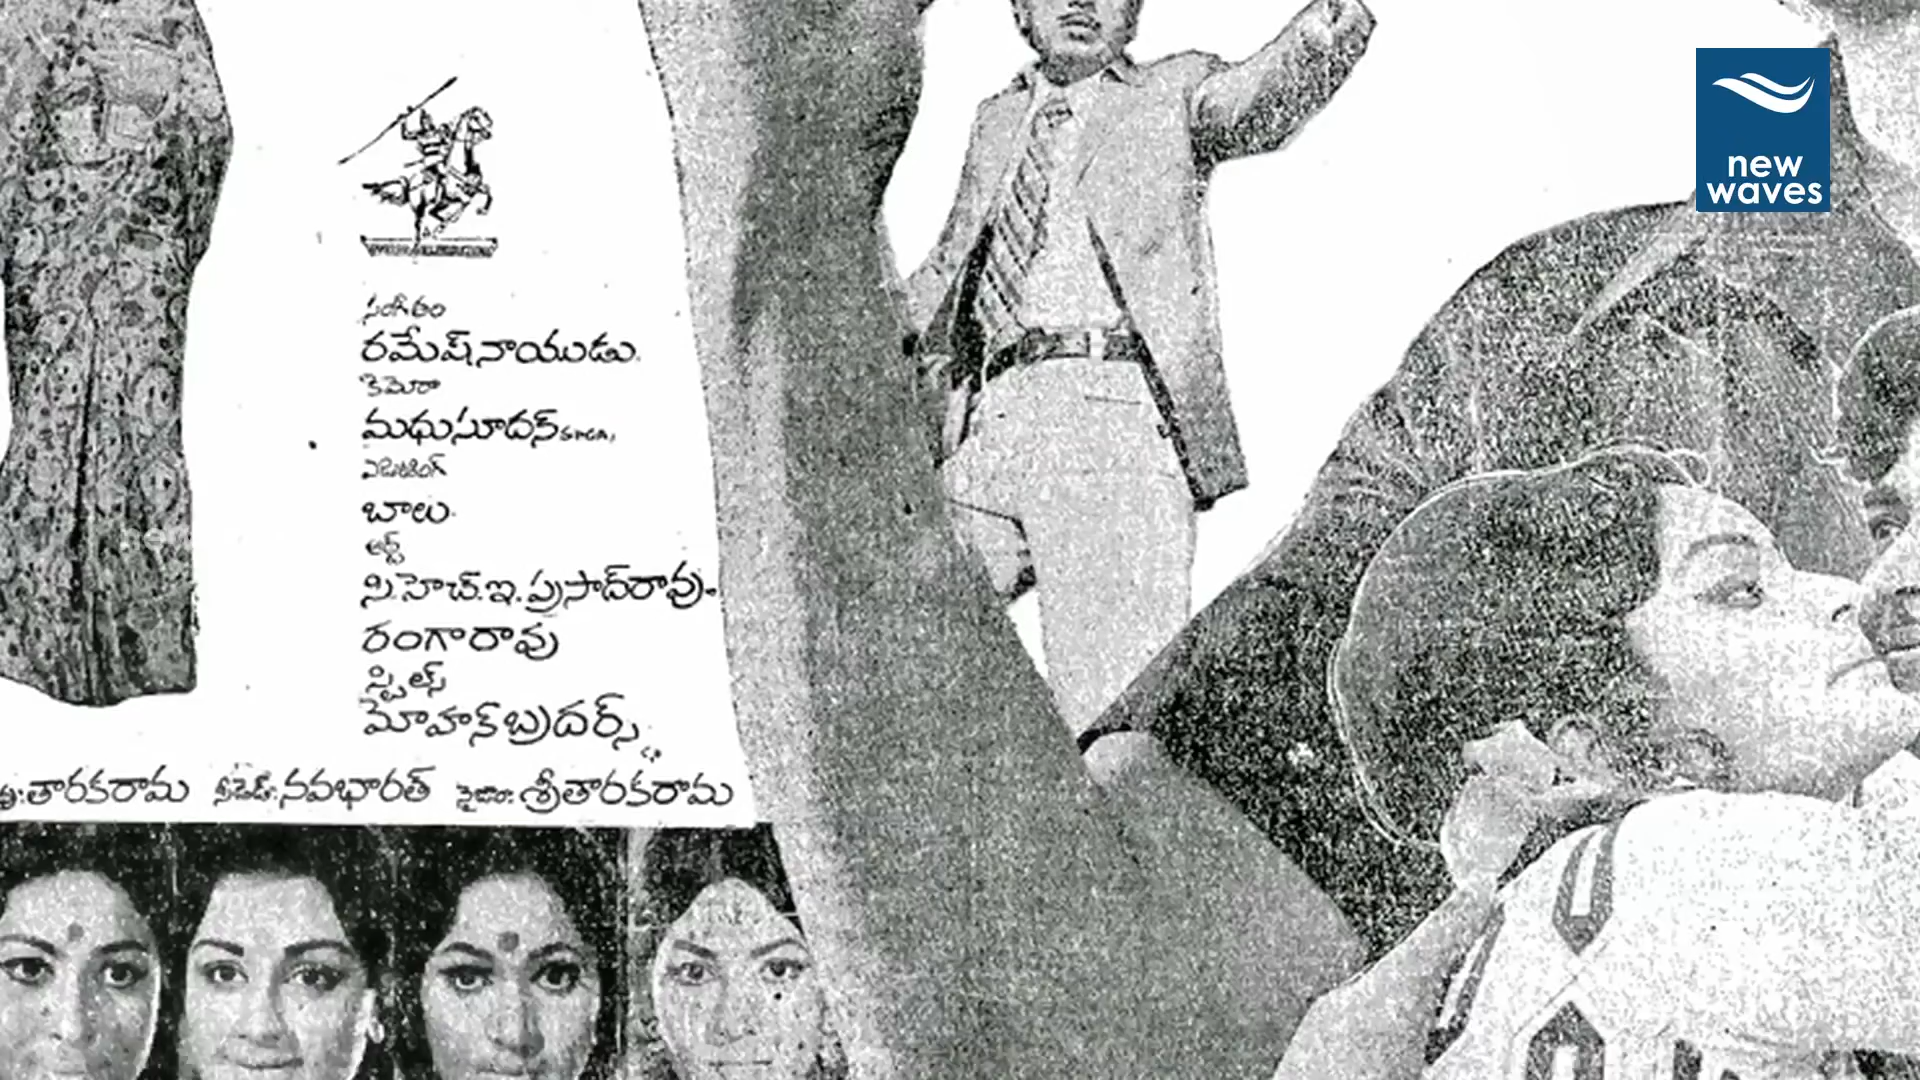 new
waves
సంగీతం
రమేష్‌నాయుడు.
కెమెరా
మధుసూదన్
ఎడిటింగ్
బాలు.
ఆర్ట్
సి.హెచ్.ఇ.ప్రసాద్‌రావు-
రంగారావు
స్టిల్స్
మోహన్‌బ్రదర్స్
తారకరామ నవభారత్ నైజాం: శ్రీతారకరామ